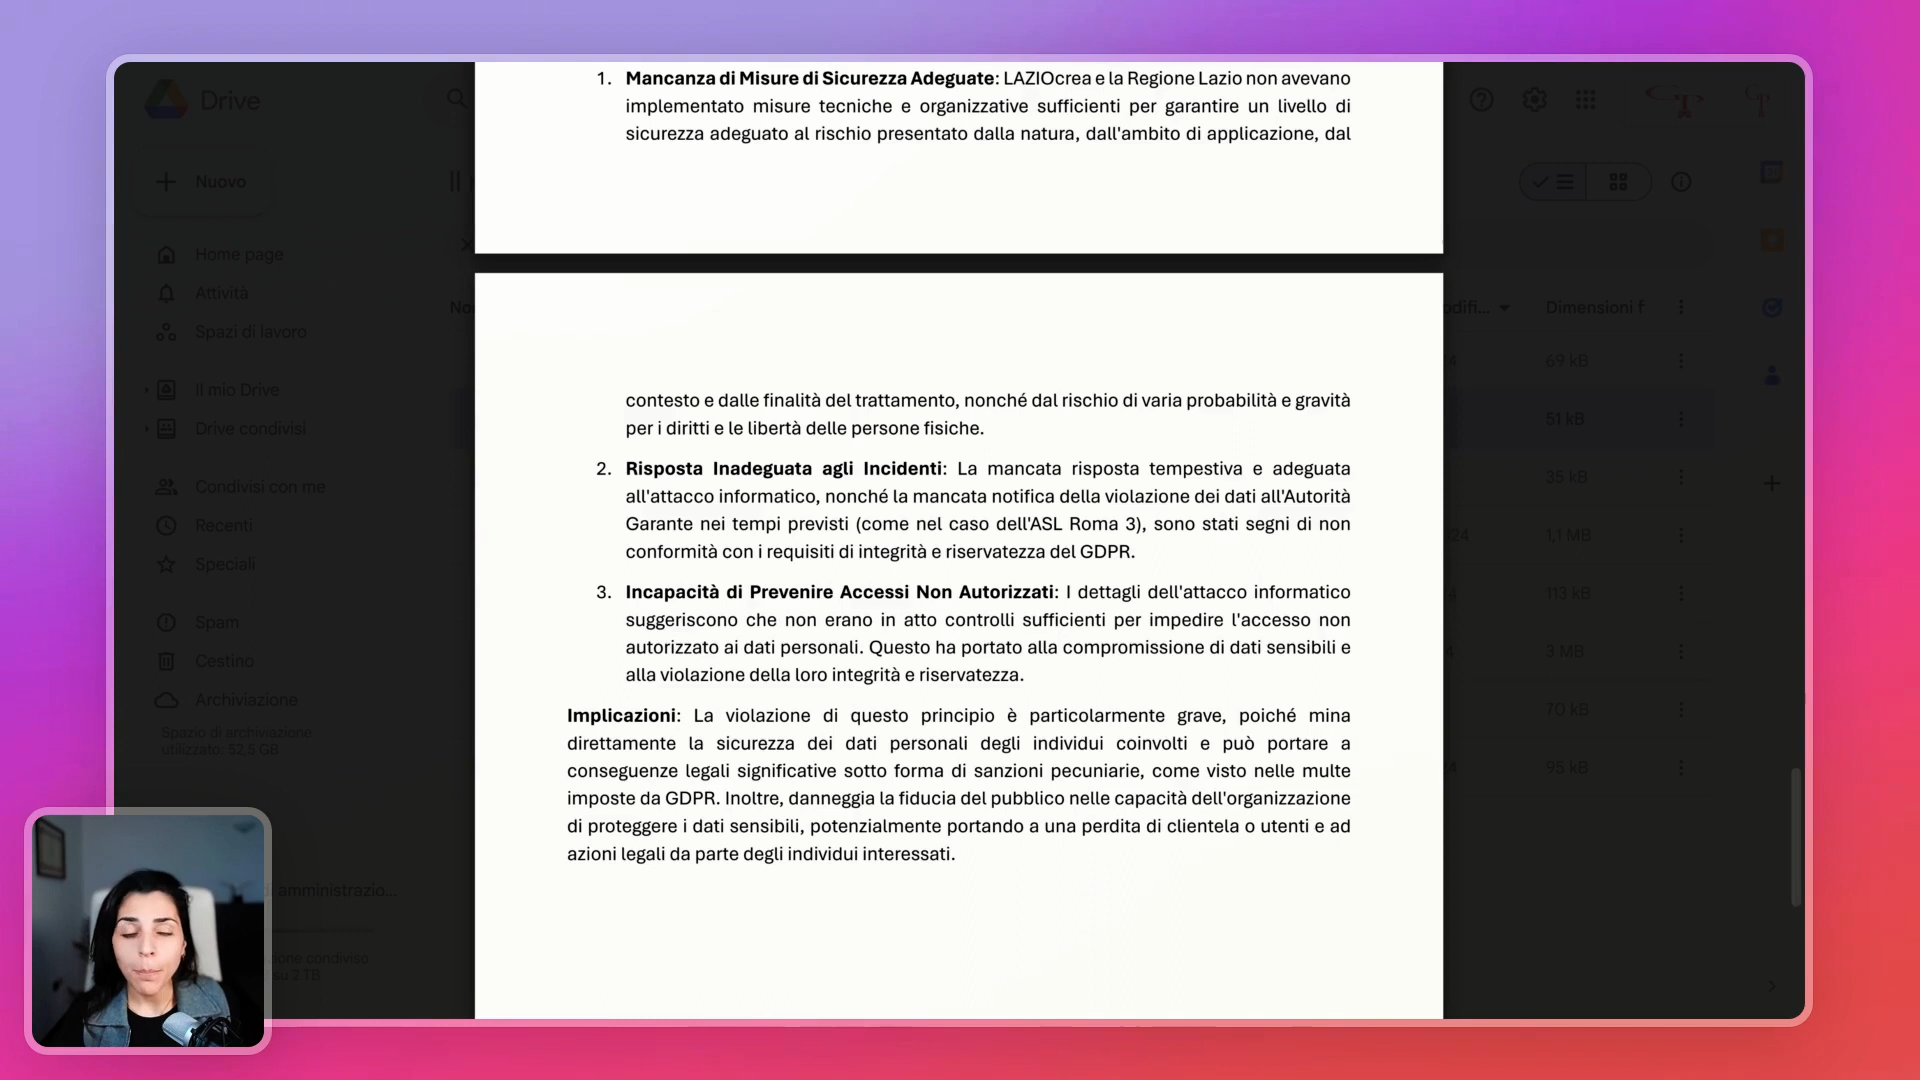 Drive
Nuovo
Home page
Attività
Spazi di lavoro
Il mio Drive
Drive condivisi
Condivisi con me
Recenti
Speciali
Spam
Cestino
Archiviazione
Spazio di archiviazione
utilizzato: 52,5 GB
amministrazio...
condiviso
su 2 TB
1. Mancanza di Misure di Sicurezza Adeguate: LAZIOcrea e la Regione Lazio non avevano
implementato misure tecniche e organizzative sufficienti per garantire un livello di
sicurezza adeguato al rischio presentato dalla natura, dall'ambito di applicazione, dal
contesto e dalle finalità del trattamento, nonché dal rischio di varia probabilità e gravità
per i diritti e le libertà delle persone fisiche.
2. Risposta Inadeguata agli Incidenti: La mancata risposta tempestiva e adeguata
all'attacco informatico, nonché la mancata notifica della violazione dei dati all'Autorità
Garante nei tempi previsti (come nel caso dell'ASL Roma 3), sono stati segni di non
conformità con i requisiti di integrità e riservatezza del GDPR.
3. Incapacità di Prevenire Accessi Non Autorizzati: I dettagli dell'attacco informatico
suggeriscono che non erano in atto controlli sufficienti per impedire l'accesso non
autorizzato ai dati personali. Questo ha portato alla compromissione di dati sensibili e
alla violazione della loro integrità e riservatezza.
Implicazioni: La violazione di questo principio è particolarmente grave, poiché mina
direttamente la sicurezza dei dati personali degli individui coinvolti e può portare a
conseguenze legali significative sotto forma di sanzioni pecuniarie, come visto nelle multe
imposte da GDPR. Inoltre, danneggia la fiducia del pubblico nelle capacità dell'organizzazione
di proteggere i dati sensibili, potenzialmente portando a una perdita di clientela o utenti e ad
azioni legali da parte degli individui interessati.
Dimensioni f
69 kB
51 kB
35 kB
1,1 MB
113 kB
3 MB
70 kB
95 kB